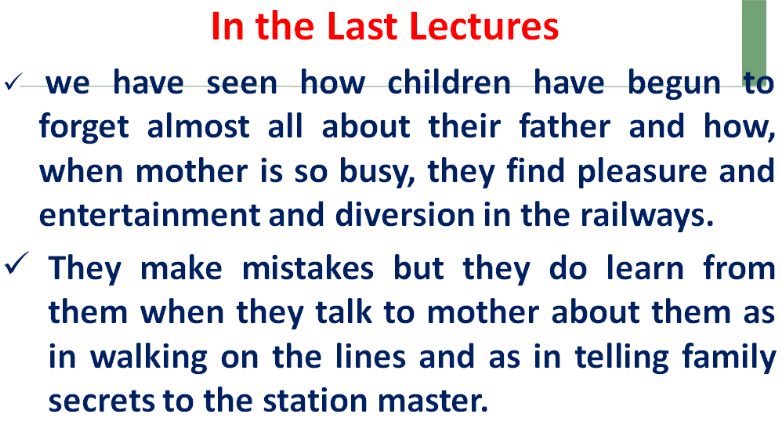 In the Last Lectures
✓ we have seen how children have begun to
forget almost all about their father and how,
when mother is so busy, they find pleasure and
entertainment and diversion in the railways.
✓ They make mistakes but they do learn from
them when they talk to mother about them as
in walking on the lines and as in telling family
secrets to the station master.